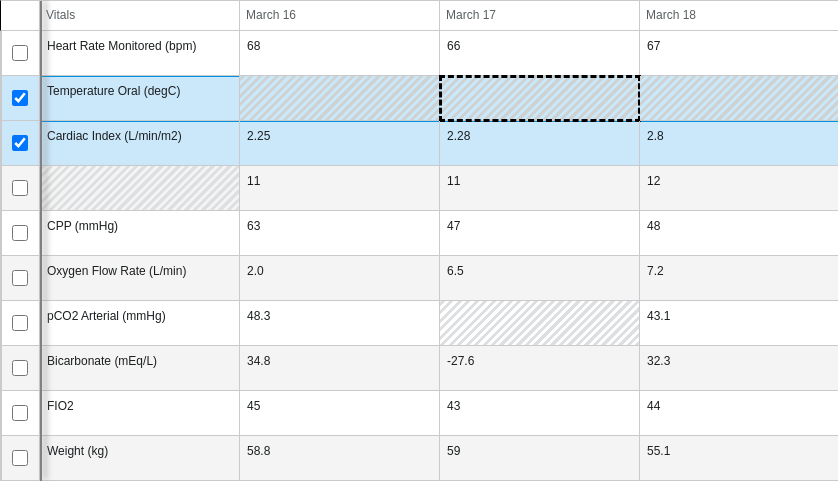 Vitals March 16 March 17 March 18
Heart Rate Monitored (bpm) 68 66 67
Temperature Oral (degC)
Cardiac Index (L/min/m2) 2.25 2.28 2.8
11 11 12
CPP (mmHg) 63 47 48
Oxygen Flow Rate (L/min) 2.0 6.5 7.2
pCO2 Arterial (mmHg) 48.3 43.1
Bicarbonate (mEq/L) 34.8 -27.6 32.3
FIO2 45 43 44
Weight (kg) 58.8 59 55.1